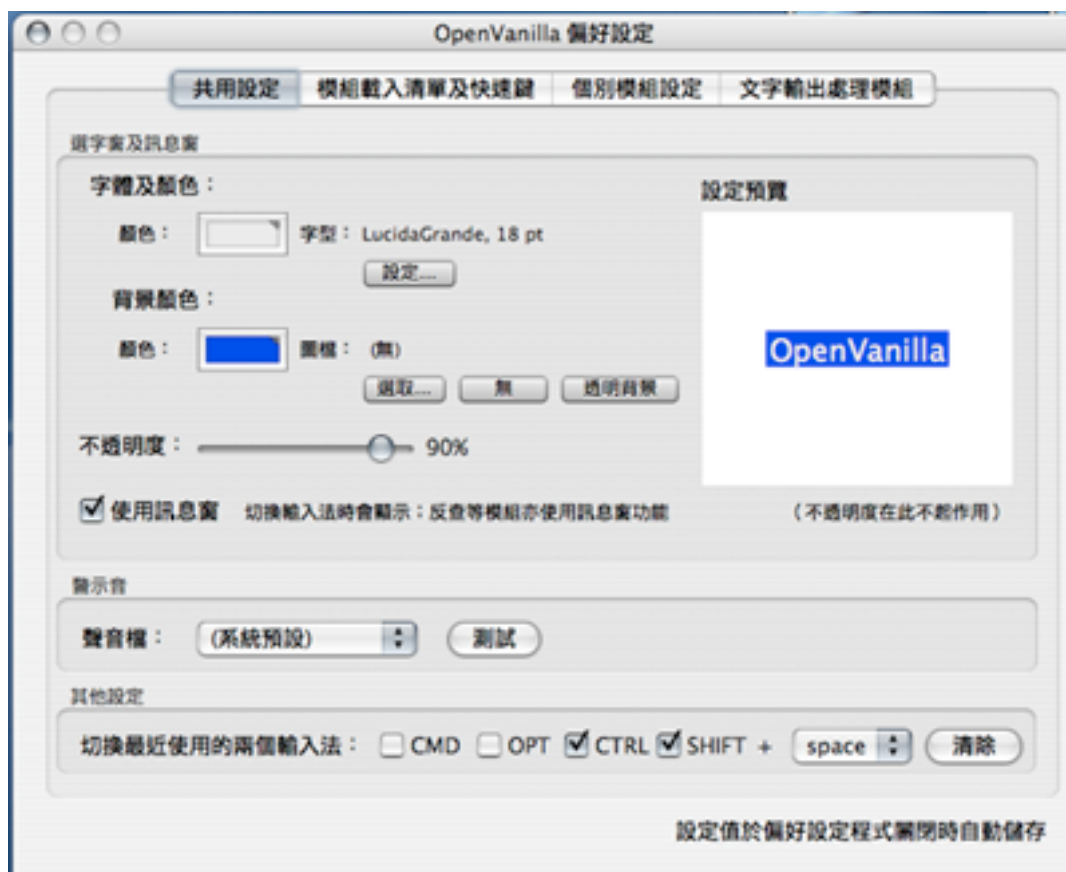 OpenVanilla 偏好設定
共用設定 模組載入清單及快速鍵 個別模組設定 文字輸出處理模組
選字窗及訊息窗
字體及顏色：
設定預覽
顏色： 字型： LucidaGrande, 18 pt
設定...
背景顏色：
OpenVanilla
顏色： 圖檔： (無)
選取... 無 透明背景
不透明度： 90%
使用訊息窗 切換輸入法時會顯示；反查等模組亦使用訊息窗功能
（不透明度在此不起作用）
警示音
聲音檔： (系統預設) 測試
其他設定
切換最近使用的兩個輸入法： CMD OPT CTRL SHIFT + space 清除
設定值於偏好設定程式關閉時自動儲存